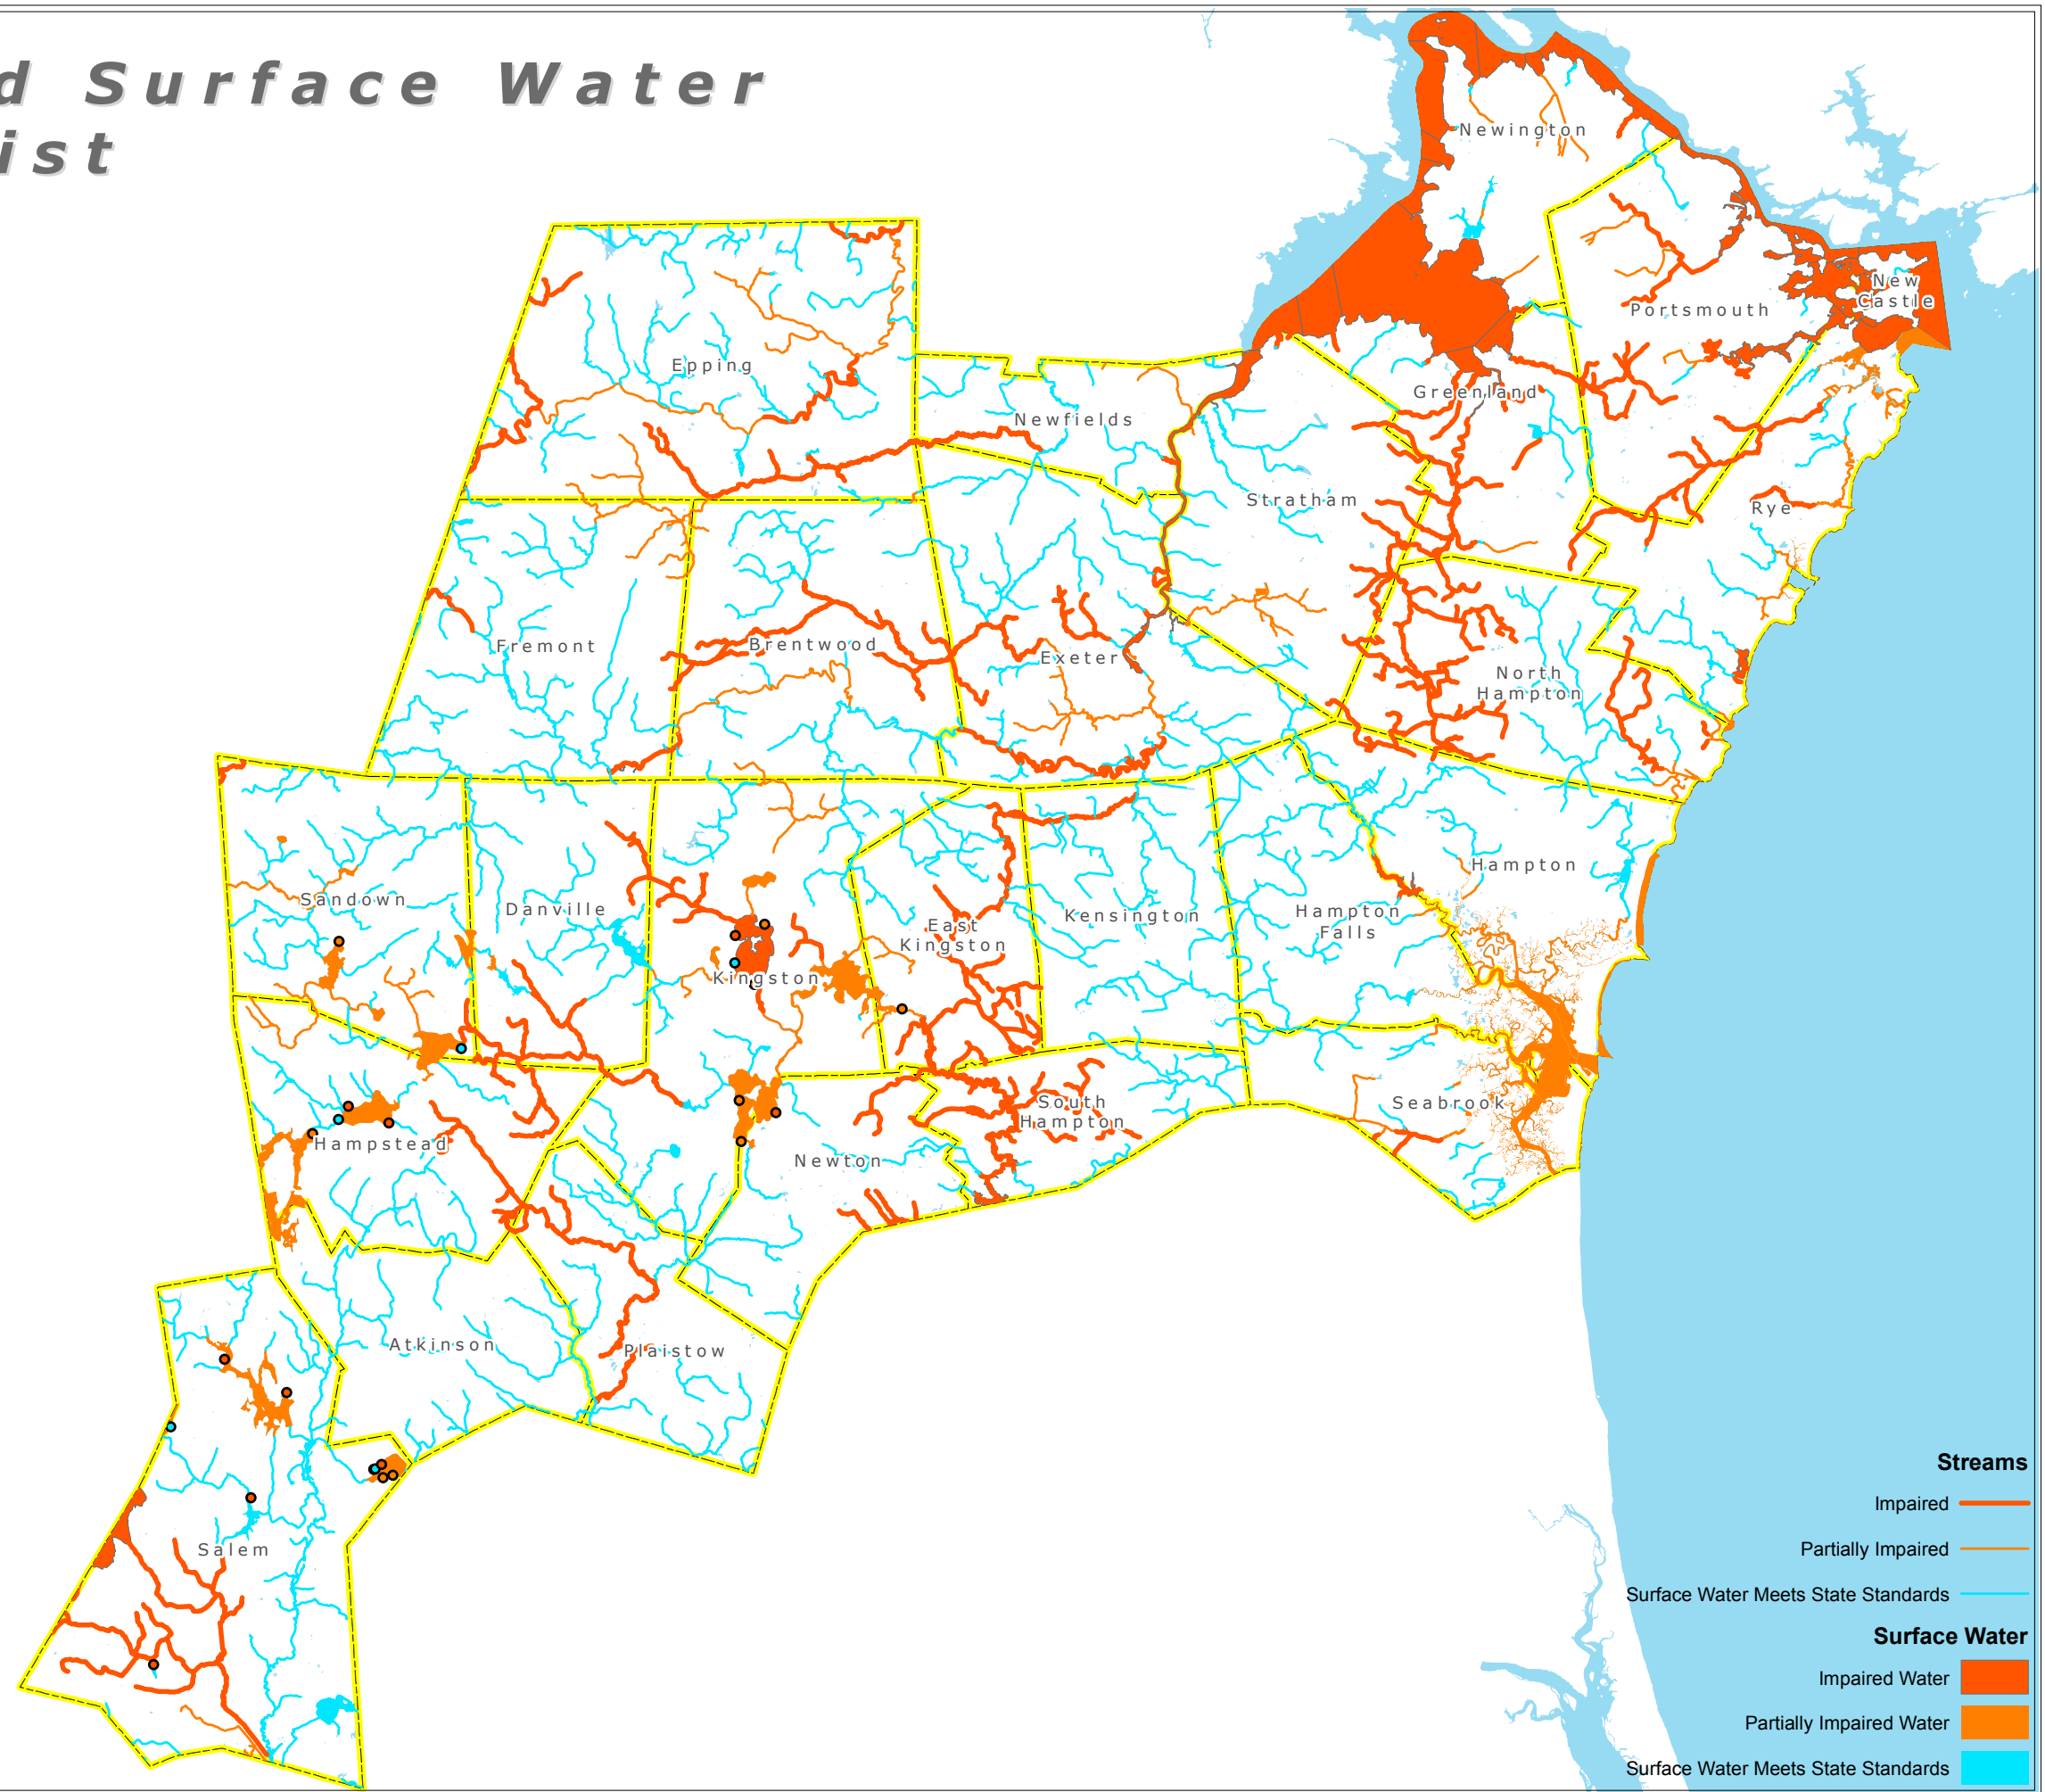 d Surface Water
ist
Newington
New
Castle
Portsmouth
Epping
Greenland
Newfields
Stratham
Rye
Fremont
Brentwood
Exeter
North
Hampton
Hampton
Sandown
Danville
East
Kingston
Kensington
Hampton
Falls
Kingston
South
Hampton
Seabrook
Hampstead
Newton
Atkinson
Plaistow
Salem
Streams
Impaired
Partially Impaired
Surface Water Meets State Standards
Surface Water
Impaired Water
Partially Impaired Water
Surface Water Meets State Standards